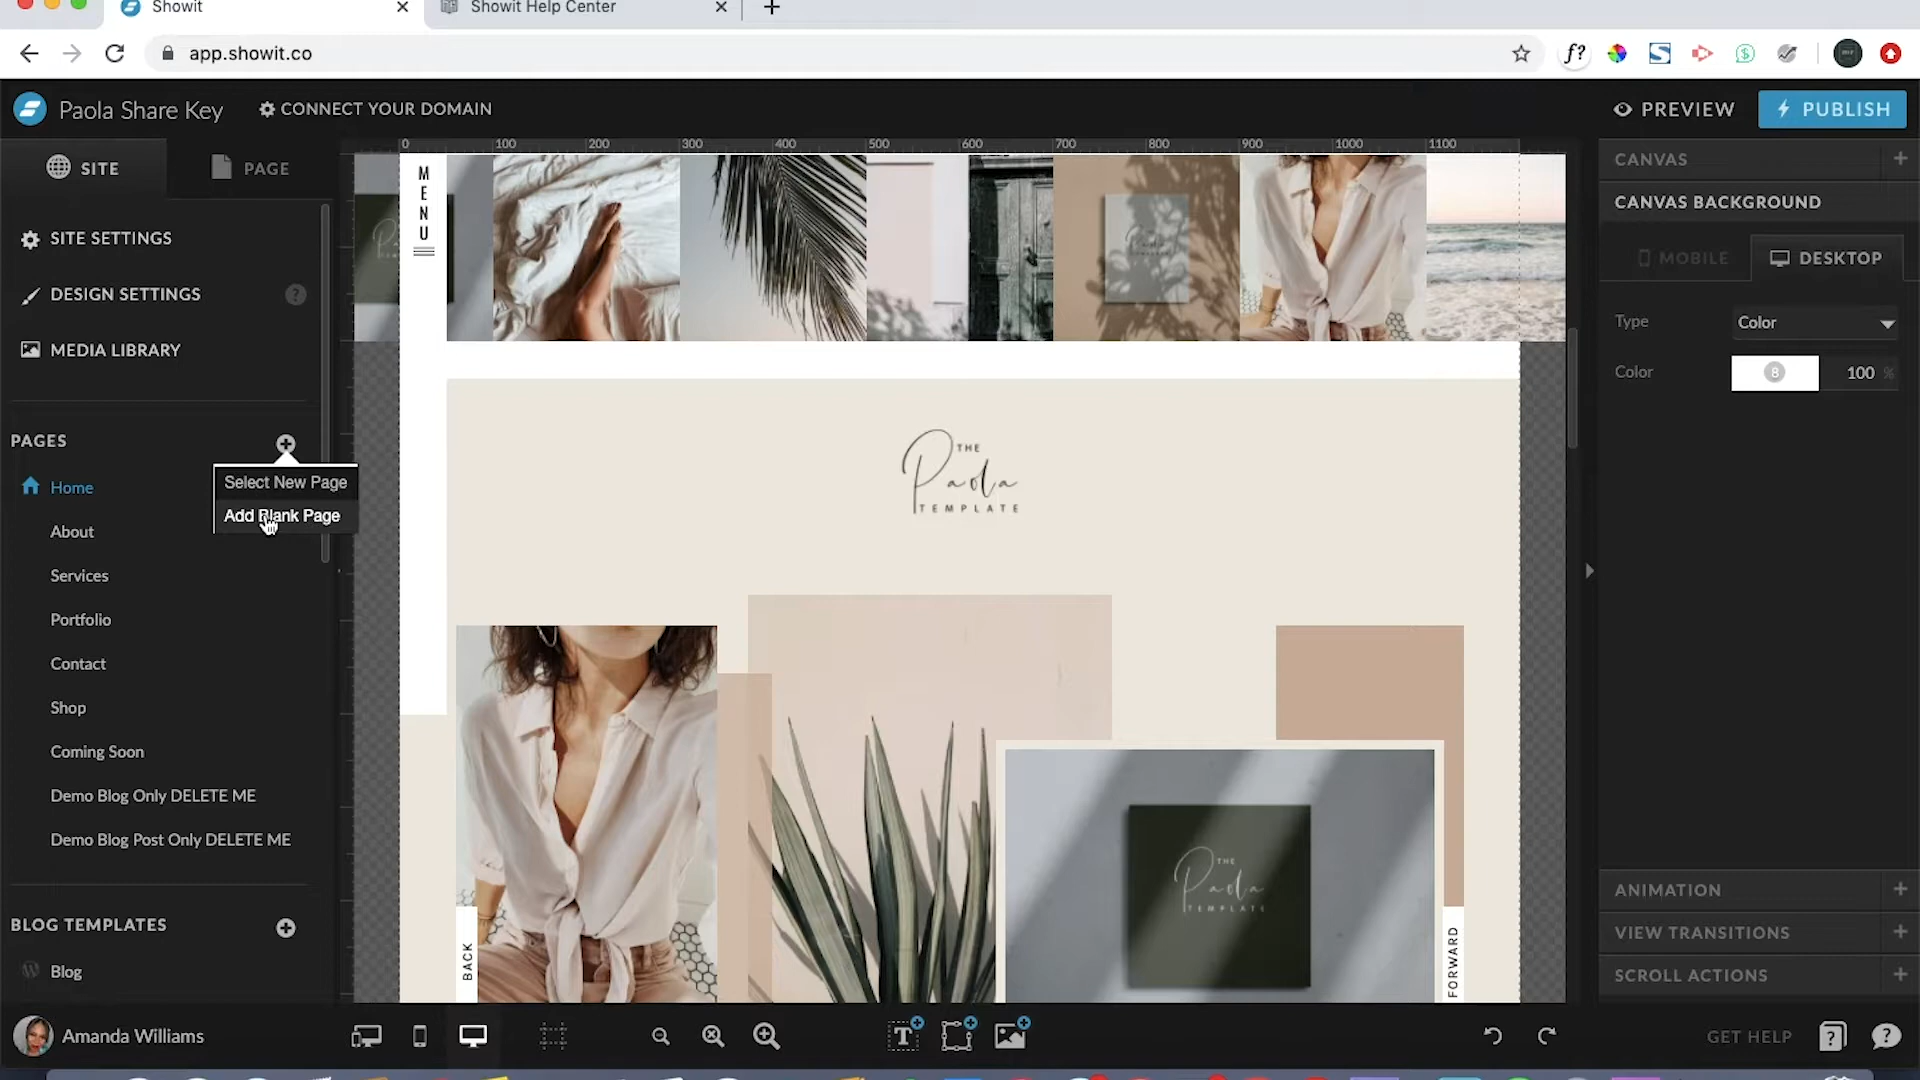 Showit
Showit Help Center
app.showit.co
f?
Paola Share Key
CONNECT YOUR DOMAIN
PREVIEW
PUBLISH
SITE
PAGE
0 100 200 300 400 500 600 700 800 900 1000 1100
CANVAS
CANVAS BACKGROUND
MOBILE
DESKTOP
Type
Color
Color
8
100 %
SITE SETTINGS
DESIGN SETTINGS
?
MEDIA LIBRARY
PAGES
Select New Page
Add Blank Page
Home
About
Services
Portfolio
Contact
Shop
Coming Soon
Demo Blog Only DELETE ME
Demo Blog Post Only DELETE ME
BLOG TEMPLATES
Blog
MENU
THE
Paola
TEMPLATE
BACK
THE
Paola
TEMPLATE
FORWARD
ANIMATION
VIEW TRANSITIONS
SCROLL ACTIONS
Amanda Williams
T
GET HELP
?
?